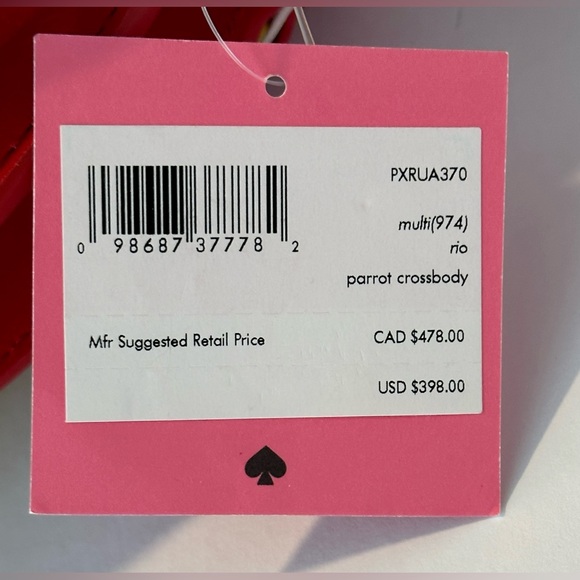 PXRUA370
0 98687 37778 2
multi(974)
rio
parrot crossbody
Mfr Suggested Retail Price CAD $478.00
USD $398.00